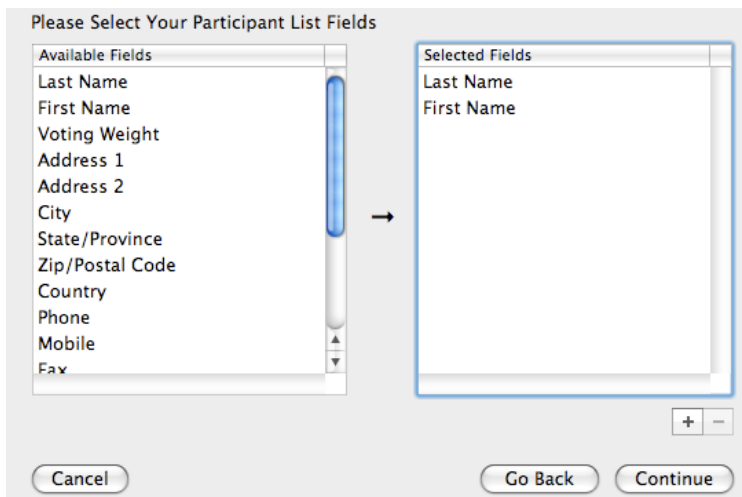 Please Select Your Participant List Fields
Available Fields
Last Name
First Name
Voting Weight
Address 1
Address 2
City
State/Province
Zip/Postal Code
Country
Phone
Mobile
Fax
Selected Fields
Last Name
First Name
Cancel
Go Back
Continue